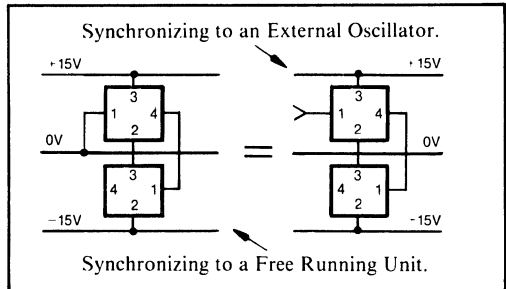 Synchronizing to an External Oscillator.
+15V +15V
3 3
1 4 1 4
2 2
0V = 0V
3 3
4 1 4 1
2 2
−15V -15V
Synchronizing to a Free Running Unit.